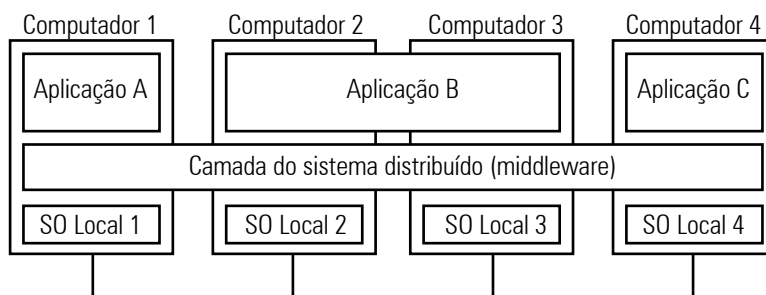 Computador 1
Computador 2
Computador 3
Computador 4
Aplicação A
Aplicação B
Aplicação C
Camada do sistema distribuído (middleware)
SO Local 1
SO Local 2
SO Local 3
SO Local 4